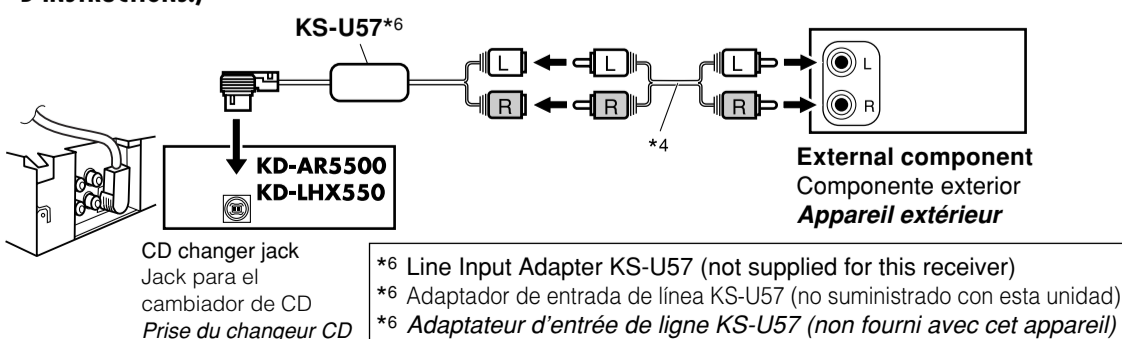 KS-U57*6
L L L L
R R R R
*4
KD-AR5500
KD-LHX550
External component
Componente exterior
Appareil extérieur
CD changer jack
Jack para el
cambiador de CD
Prise du changeur CD
*6 Line Input Adapter KS-U57 (not supplied for this receiver)
*6 Adaptador de entrada de línea KS-U57 (no suministrado con esta unidad)
*6 Adaptateur d'entrée de ligne KS-U57 (non fourni avec cet appareil)